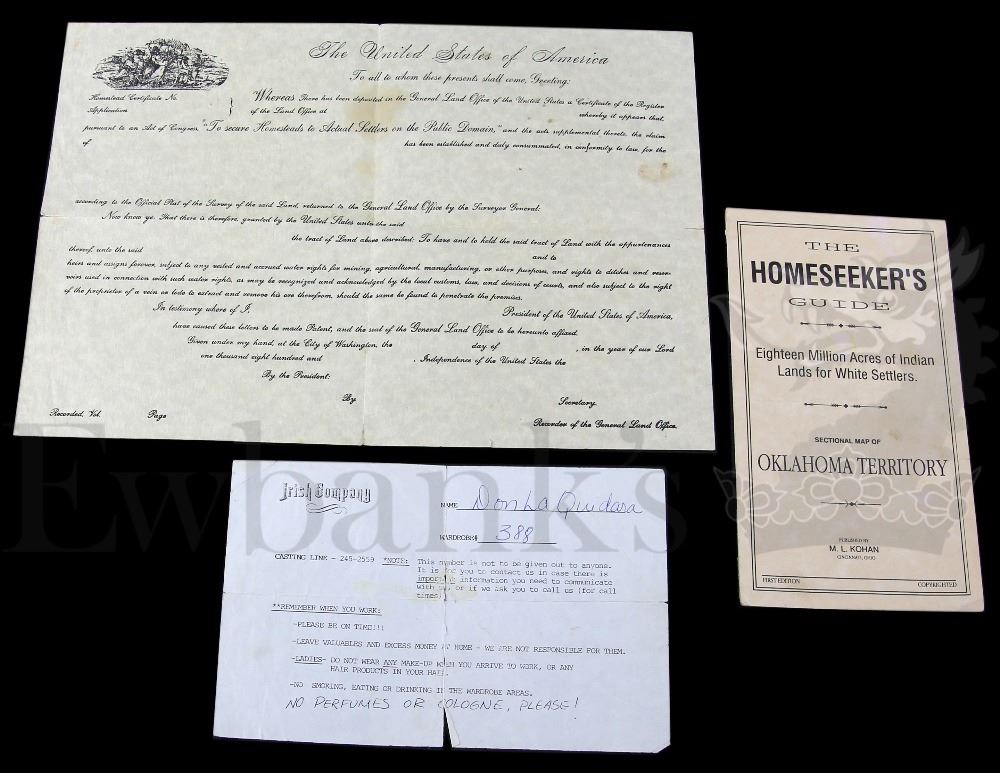 The United States of America
To all to whom these presents shall come, Greeting:
Homestead Certificate No.
Application
Whereas There has been deposited in the General Land Office of the United States a Certificate of the Register
of the Land Office at whereby it appears that,
pursuant to an Act of Congress, "To secure Homesteads to Actual Settlers on the Public Domain," and the acts supplemental thereto, the claim
of has been established and duly consummated, in conformity to law, for the
according to the Official Plat of the Survey of the said Land, returned to the General Land Office by the Surveyor General:
Now know ye, That there is therefore, granted by the United States unto the said
the tract of Land above described: To have and to hold the said tract of Land with the appurtenances
thereof, unto the said and to
heirs and assigns forever, subject to any vested and accrued water rights for mining, agricultural, manufacturing, or other purposes, and rights to ditches and reser-
voirs used in connection with such water rights, as may be recognized and acknowledged by the local customs, laws, and decisions of courts, and also subject to the right
of the proprietor of a vein or lode to extract and remove his ore therefrom, should the same be found to penetrate the premises.
In testimony where of I, President of the United States of America,
have caused these letters to be made Patent, and the seal of the General Land Office to be hereunto affixed.
Given under my hand, at the City of Washington, the day of , in the year of our Lord
one thousand eight hundred and , Independence of the United States the
By the President:
By Secretary.
Recorded, Vol. Page Recorder of the General Land Office.
THE
HOMESEEKER'S
GUIDE
Eighteen Million Acres of Indian
Lands for White Settlers.
SECTIONAL MAP OF
OKLAHOMA TERRITORY
PUBLISHED BY
M. L. KOHAN
CINCINNATI, OHIO
FIRST EDITION COPYRIGHTED
Irish Company
NAME Don La Quidara
WARDROBE# 388
CASTING LINE - 245-2559 *NOTE: This number is not to be given out to anyone.
It is for you to contact us in case there is
important information you need to communicate
with us, or if we ask you to call us (for call
times.)
**REMEMBER WHEN YOU WORK:
-PLEASE BE ON TIME!!!
-LEAVE VALUABLES AND EXCESS MONEY AT HOME - WE ARE NOT RESPONSIBLE FOR THEM.
-LADIES- DO NOT WEAR ANY MAKE-UP WHEN YOU ARRIVE TO WORK, OR ANY
HAIR PRODUCTS IN YOUR HAIR.
-NO SMOKING, EATING OR DRINKING IN THE WARDROBE AREAS.
NO PERFUMES OR COLOGNE, PLEASE!
Ewbank's